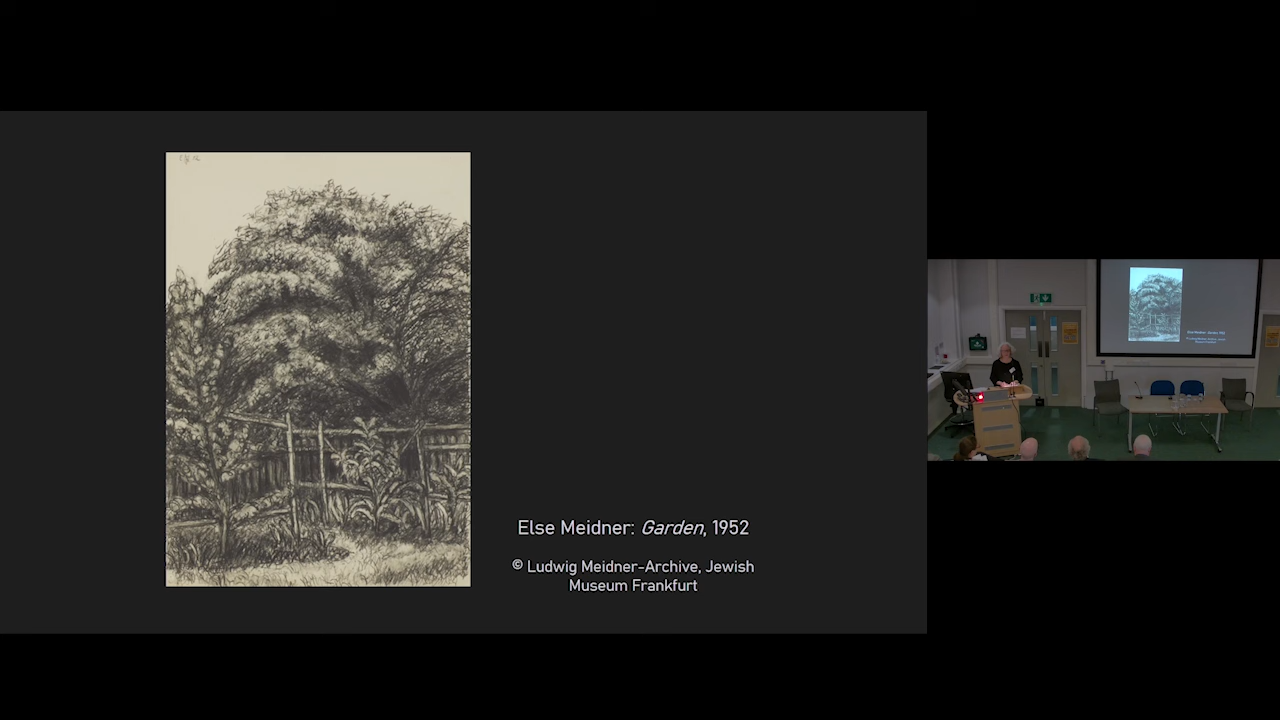 Else Meidner: Garden, 1952
© Ludwig Meidner-Archive, Jewish
Museum Frankfurt